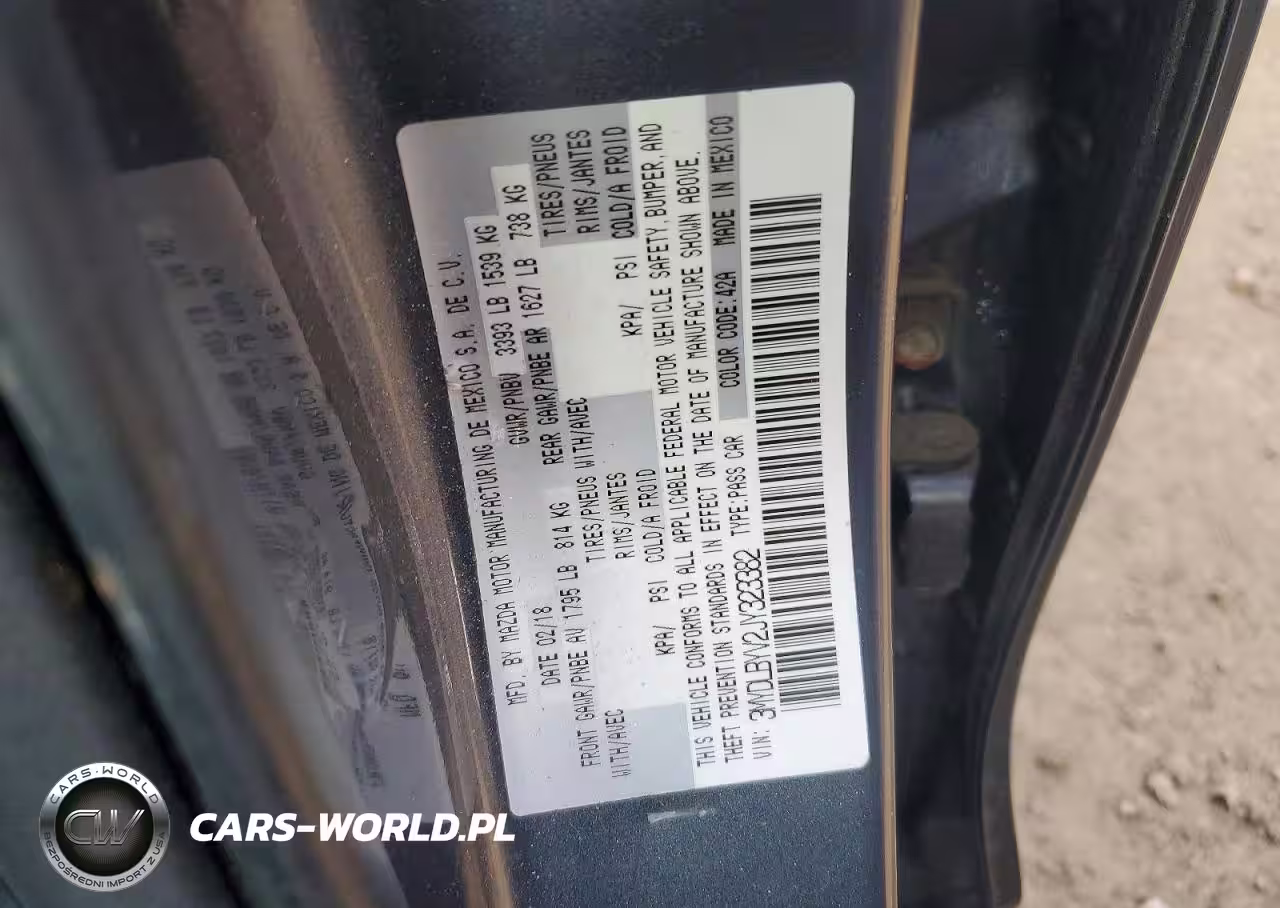 MFD. BY MAZDA MOTOR MANUFACTURING DE MEXICO S.A. DE C.V.
DATE 02/18 GVWR/PNBV 3393 LB 1539 KG
FRONT GAWR/PNBE AV 1795 LB 814 KG REAR GAWR/PNBE AR 1627 LB 738 KG
WITH/AVEC TIRES/PNEUS WITH/AVEC TIRES/PNEUS
RIMS/JANTES RIMS/JANTES
KPA/ PSI COLD/A FROID KPA/ PSI COLD/A FROID
THIS VEHICLE CONFORMS TO ALL APPLICABLE FEDERAL MOTOR VEHICLE SAFETY, BUMPER, AND
THEFT PREVENTION STANDARDS IN EFFECT ON THE DATE OF MANUFACTURE SHOWN ABOVE.
VIN: 3MYDLBYV2JY323382 TYPE:PASS CAR COLOR CODE:42A MADE IN MEXICO
CARS-WORLD
CW
BEZPOŚREDNI IMPORT Z USA
CARS-WORLD.PL